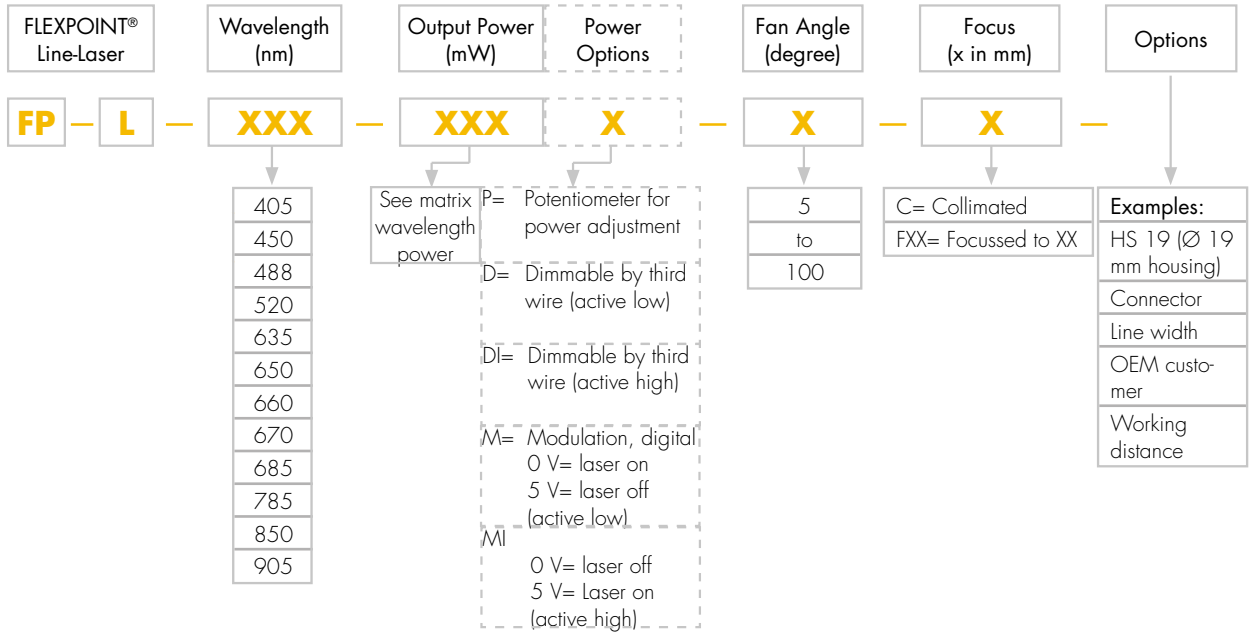 FLEXPOINT®
Line-Laser
Wavelength
(nm)
Output Power
(mW)
Power
Options
Fan Angle
(degree)
Focus
(x in mm)
Options
FP — L — XXX — XXX X — X — X —
405
450
488
520
635
650
660
670
685
785
850
905
See matrix
wavelength
power
P= Potentiometer for
power adjustment
D= Dimmable by third
wire (active low)
DI= Dimmable by third
wire (active high)
M= Modulation, digital
0 V= laser on
5 V= laser off
(active low)
MI
0 V= laser off
5 V= Laser on
(active high)
5
to
100
C= Collimated
FXX= Focussed to XX
Examples:
HS 19 (Ø 19
mm housing)
Connector
Line width
OEM custo-
mer
Working
distance